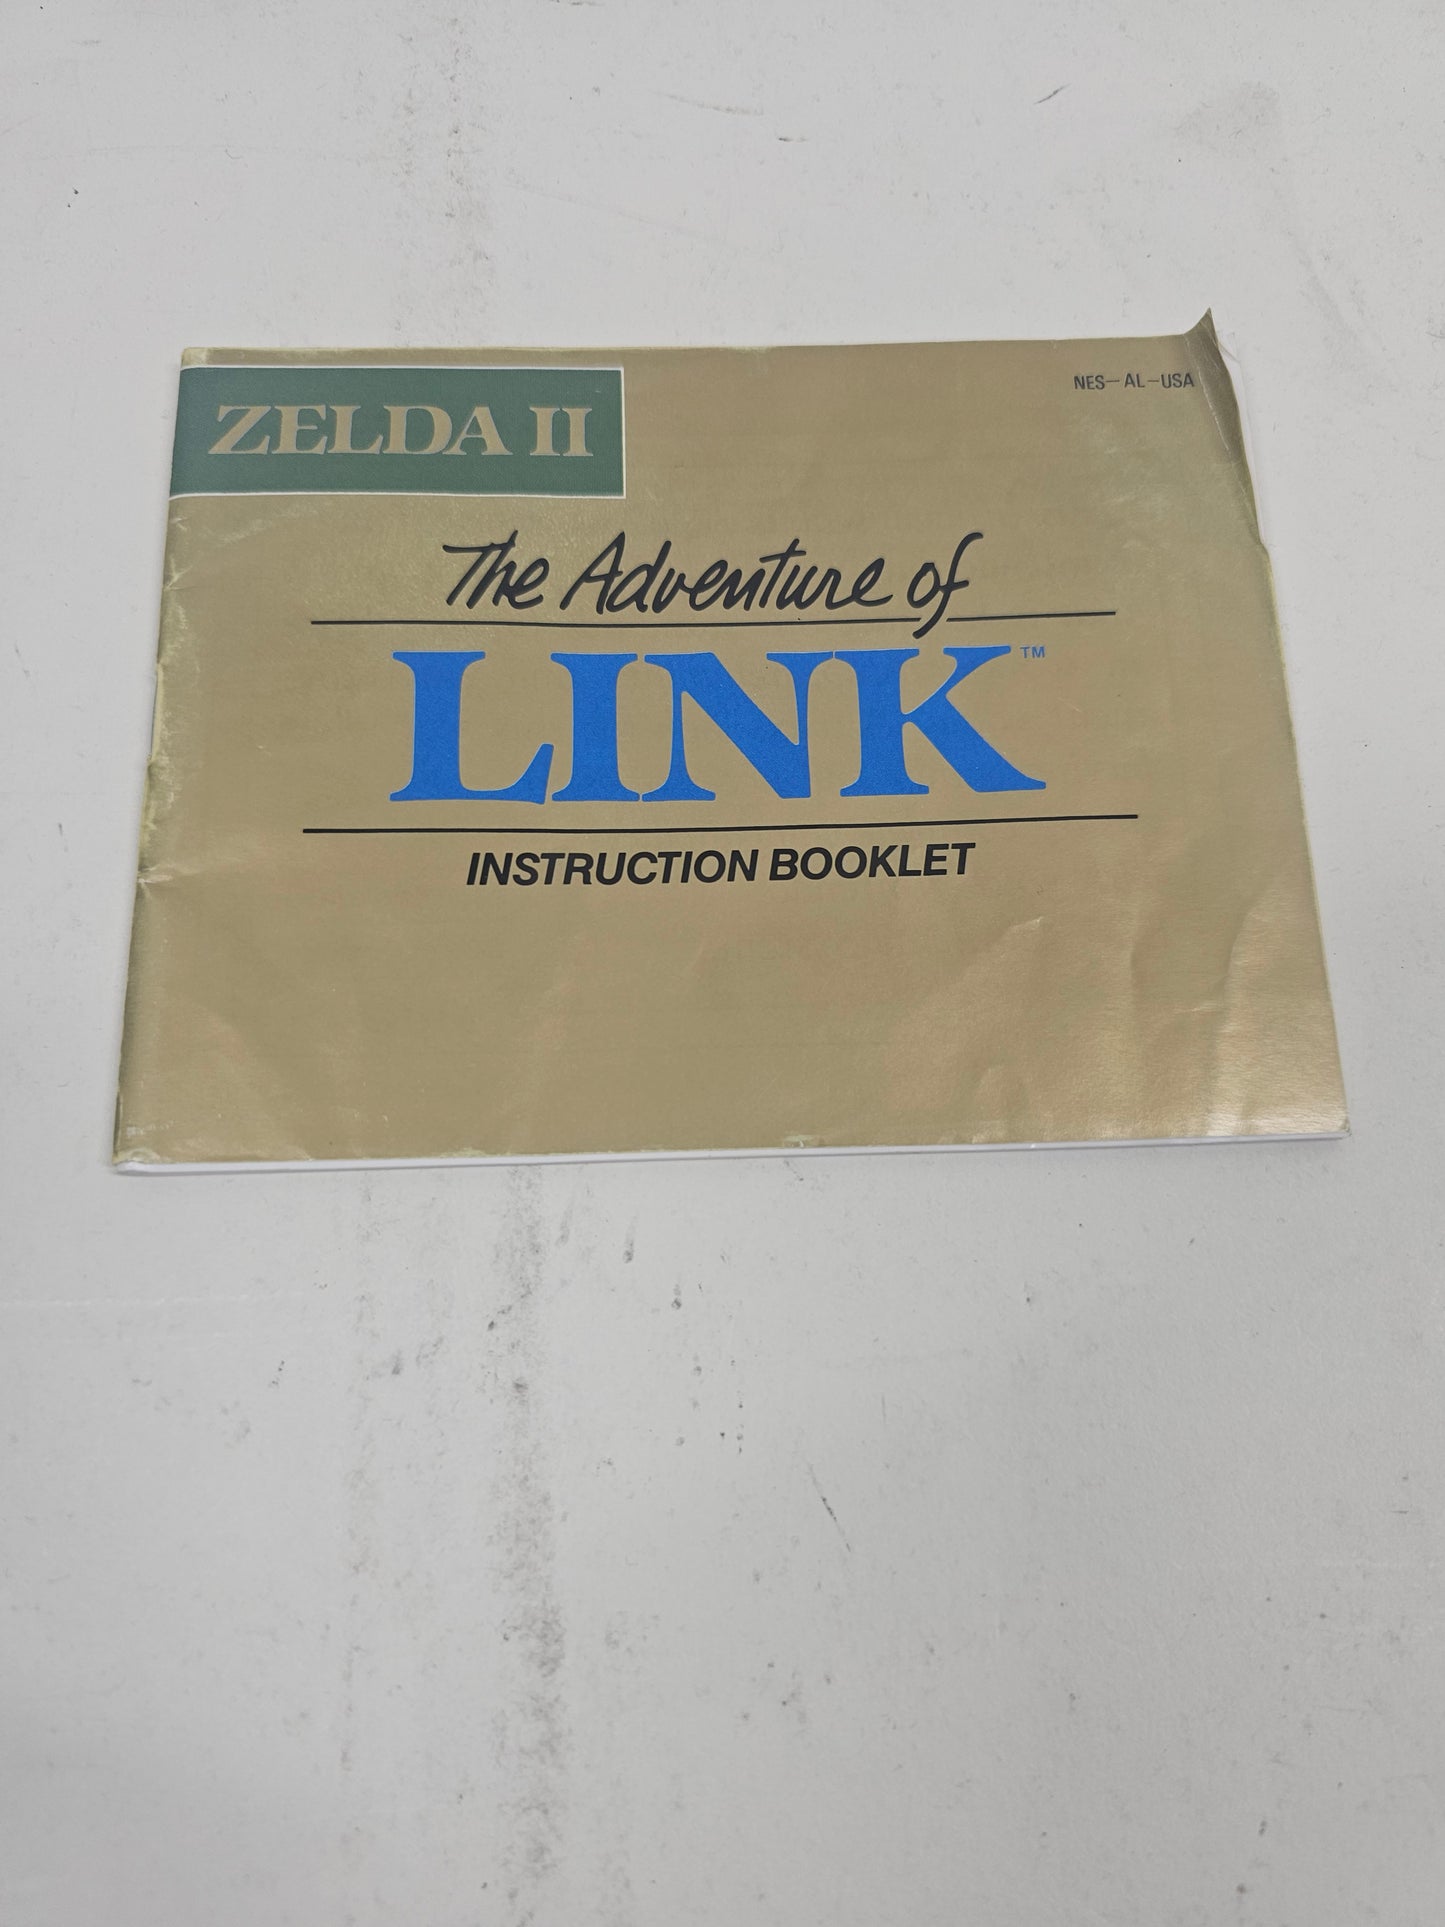 ZELDA II
NES-AL-USA
The Adventure of
LINK™
INSTRUCTION BOOKLET